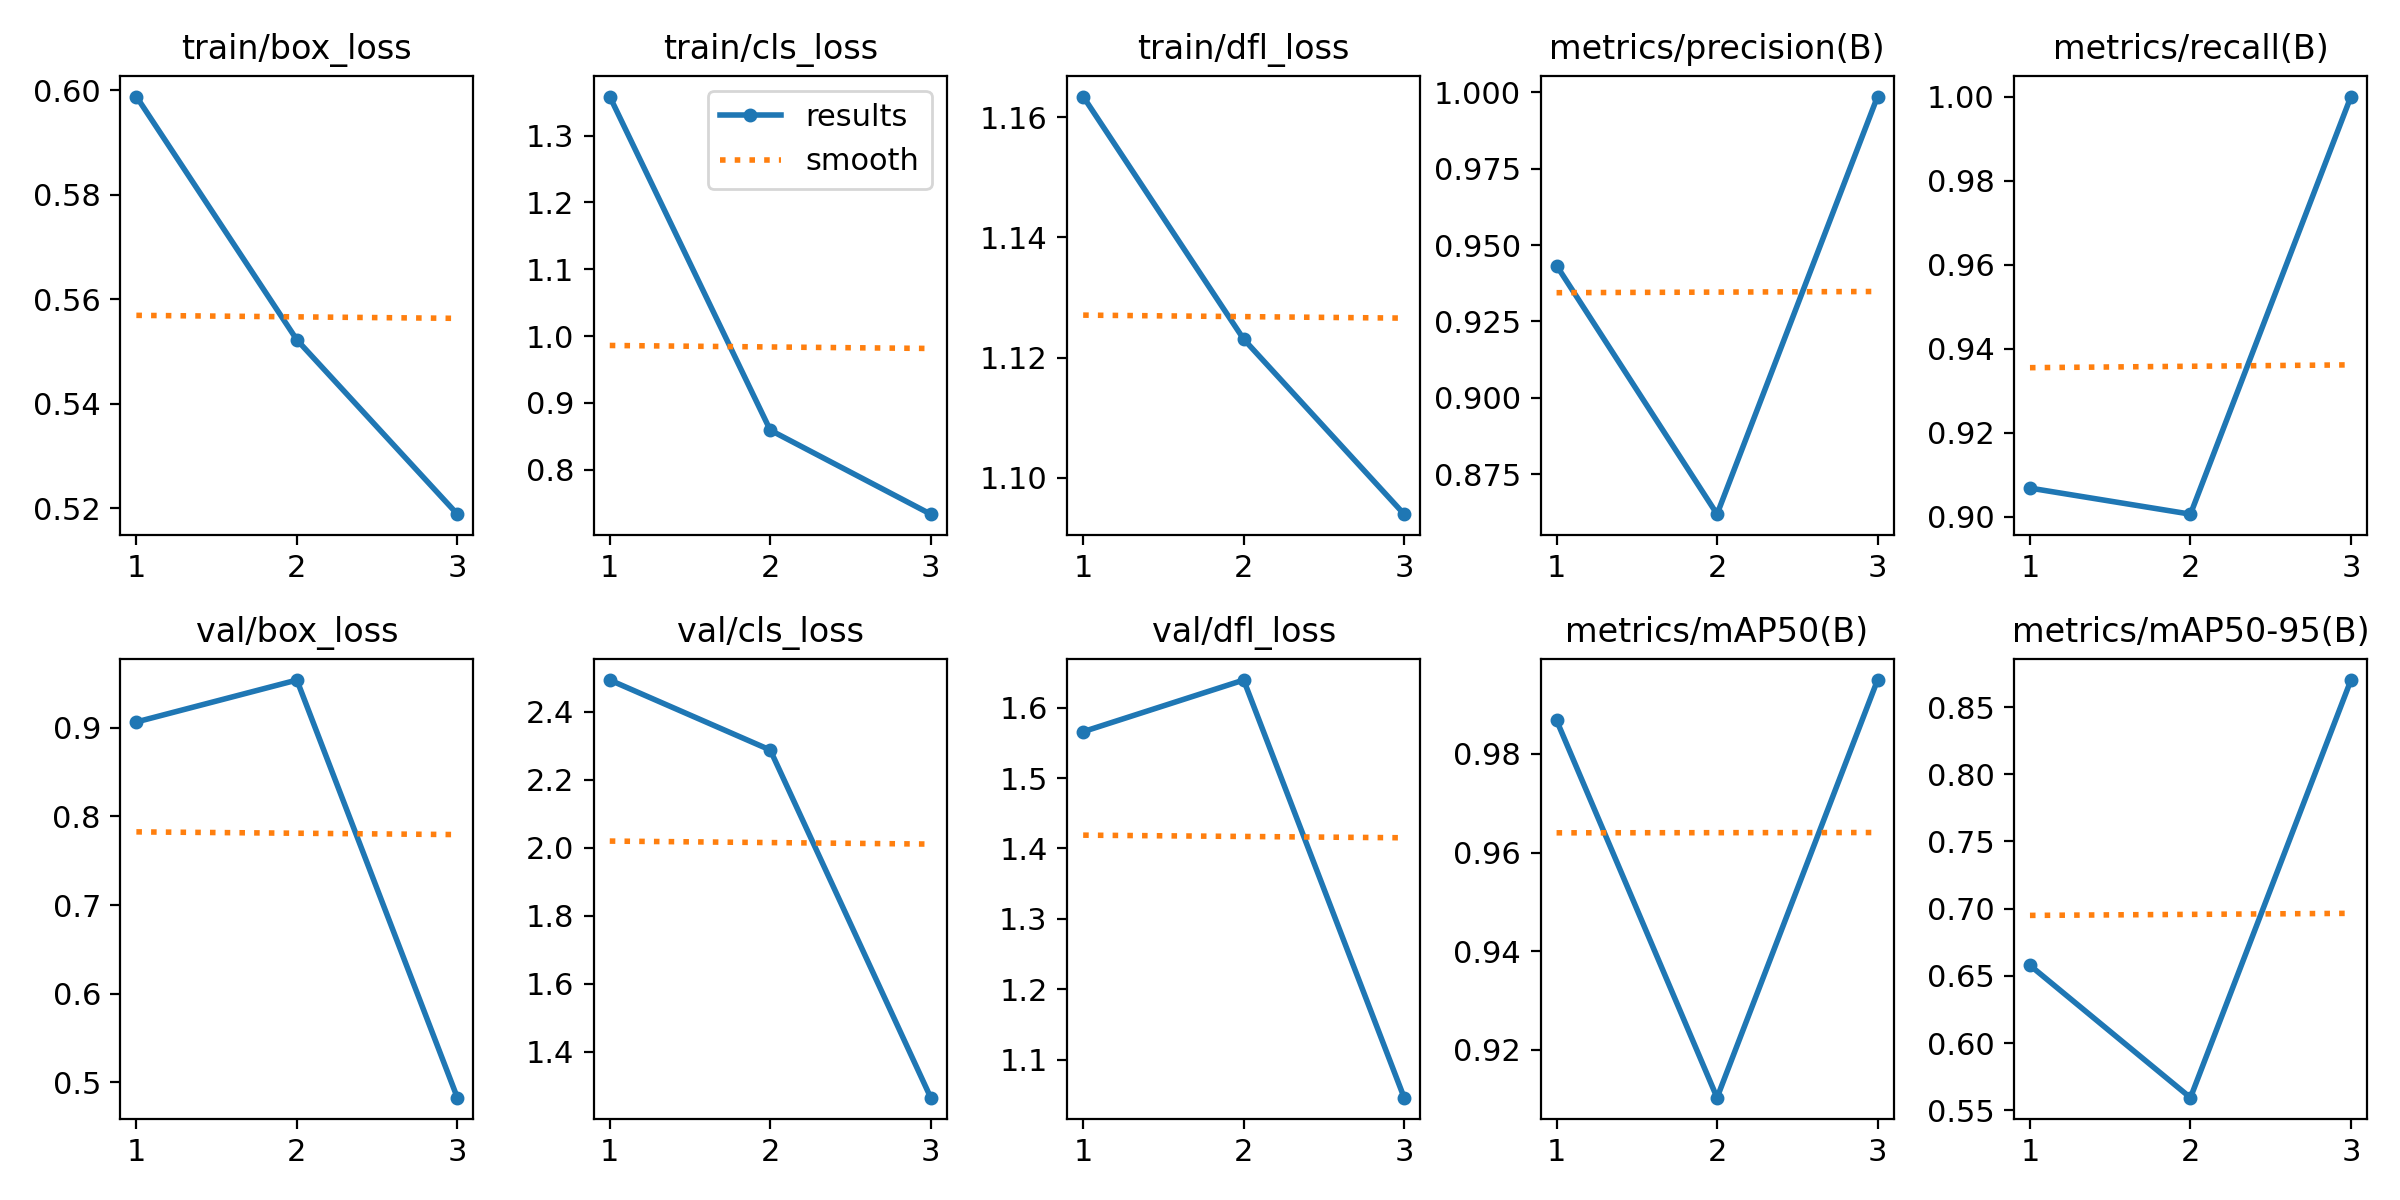 train/box_loss
0.60
0.58
0.56
0.54
0.52
1 2 3
train/cls_loss
results
smooth
1.3
1.2
1.1
1.0
0.9
0.8
1 2 3
train/dfl_loss
1.16
1.14
1.12
1.10
1 2 3
metrics/precision(B)
1.000
0.975
0.950
0.925
0.900
0.875
1 2 3
metrics/recall(B)
1.00
0.98
0.96
0.94
0.92
0.90
1 2 3
val/box_loss
0.9
0.8
0.7
0.6
0.5
1 2 3
val/cls_loss
2.4
2.2
2.0
1.8
1.6
1.4
1 2 3
val/dfl_loss
1.6
1.5
1.4
1.3
1.2
1.1
1 2 3
metrics/mAP50(B)
0.98
0.96
0.94
0.92
1 2 3
metrics/mAP50-95(B)
0.85
0.80
0.75
0.70
0.65
0.60
0.55
1 2 3